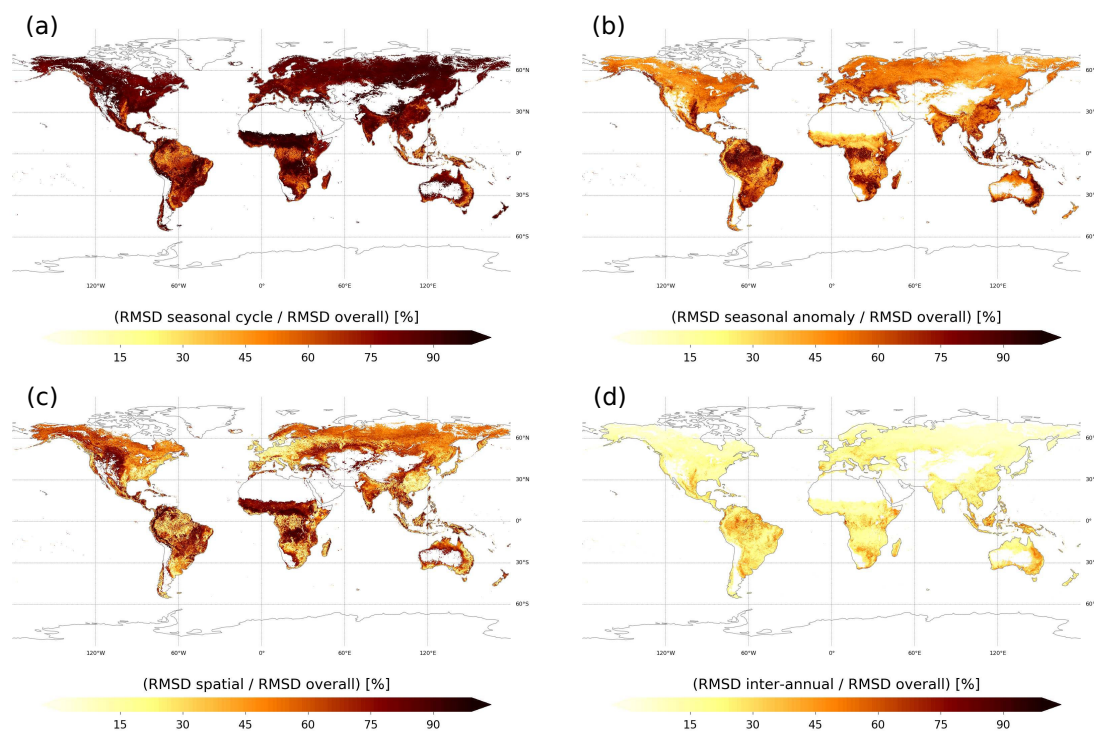 (a) (b)
60°N 60°N
30°N 30°N
0° 0°
30°S 30°S
60°S 60°S
120°W 60°W 0° 60°E 120°E 120°W 60°W 0° 60°E 120°E
(RMSD seasonal cycle / RMSD overall) [%] (RMSD seasonal anomaly / RMSD overall) [%]
15 30 45 60 75 90 15 30 45 60 75 90
(c) (d)
60°N 60°N
30°N 30°N
0° 0°
30°S 30°S
60°S 60°S
120°W 60°W 0° 60°E 120°E 120°W 60°W 0° 60°E 120°E
(RMSD spatial / RMSD overall) [%] (RMSD inter-annual / RMSD overall) [%]
15 30 45 60 75 90 15 30 45 60 75 90